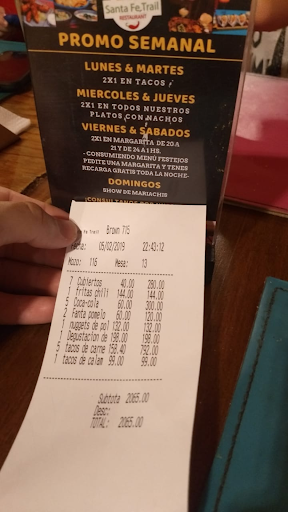 Santa Fe Trail
RESTAURANT
PROMO SEMANAL
LUNES & MARTES
2X1 EN TACOS
MIERCOLES & JUEVES
2X1 EN TODOS NUESTROS
PLATOS CON NACHOS
VIERNES & SABADOS
2X1 EN MARGARITA DE 20 A
21 Y DE 24 A 1 HS.
- CONSUMIENDO MENÚ FESTEJOS
PEDITE UNA MARGARITA Y TENES
RECARGA GRATIS TODA LA NOCHE-
DOMINGOS
SHOW DE MARIACHIS
Fe Trail Brown 715
Fecha: 05/02/2019 22:43:12
Mozo: 116 Mesa: 13
7 Cubiertos 40.00 280.00
1 fritas chili 144.00 144.00
5 Coca-cola 60.00 300.00
2 Fanta pomelo 60.00 120.00
1 nuggets de pol 132.00 132.00
1 Degustacion de 198.00 198.00
5 tacos de carne 158.40 792.00
1 tacos de calam 99.00 99.00
Subtota 2065.00
Desc:
TOTAL: 2065.00